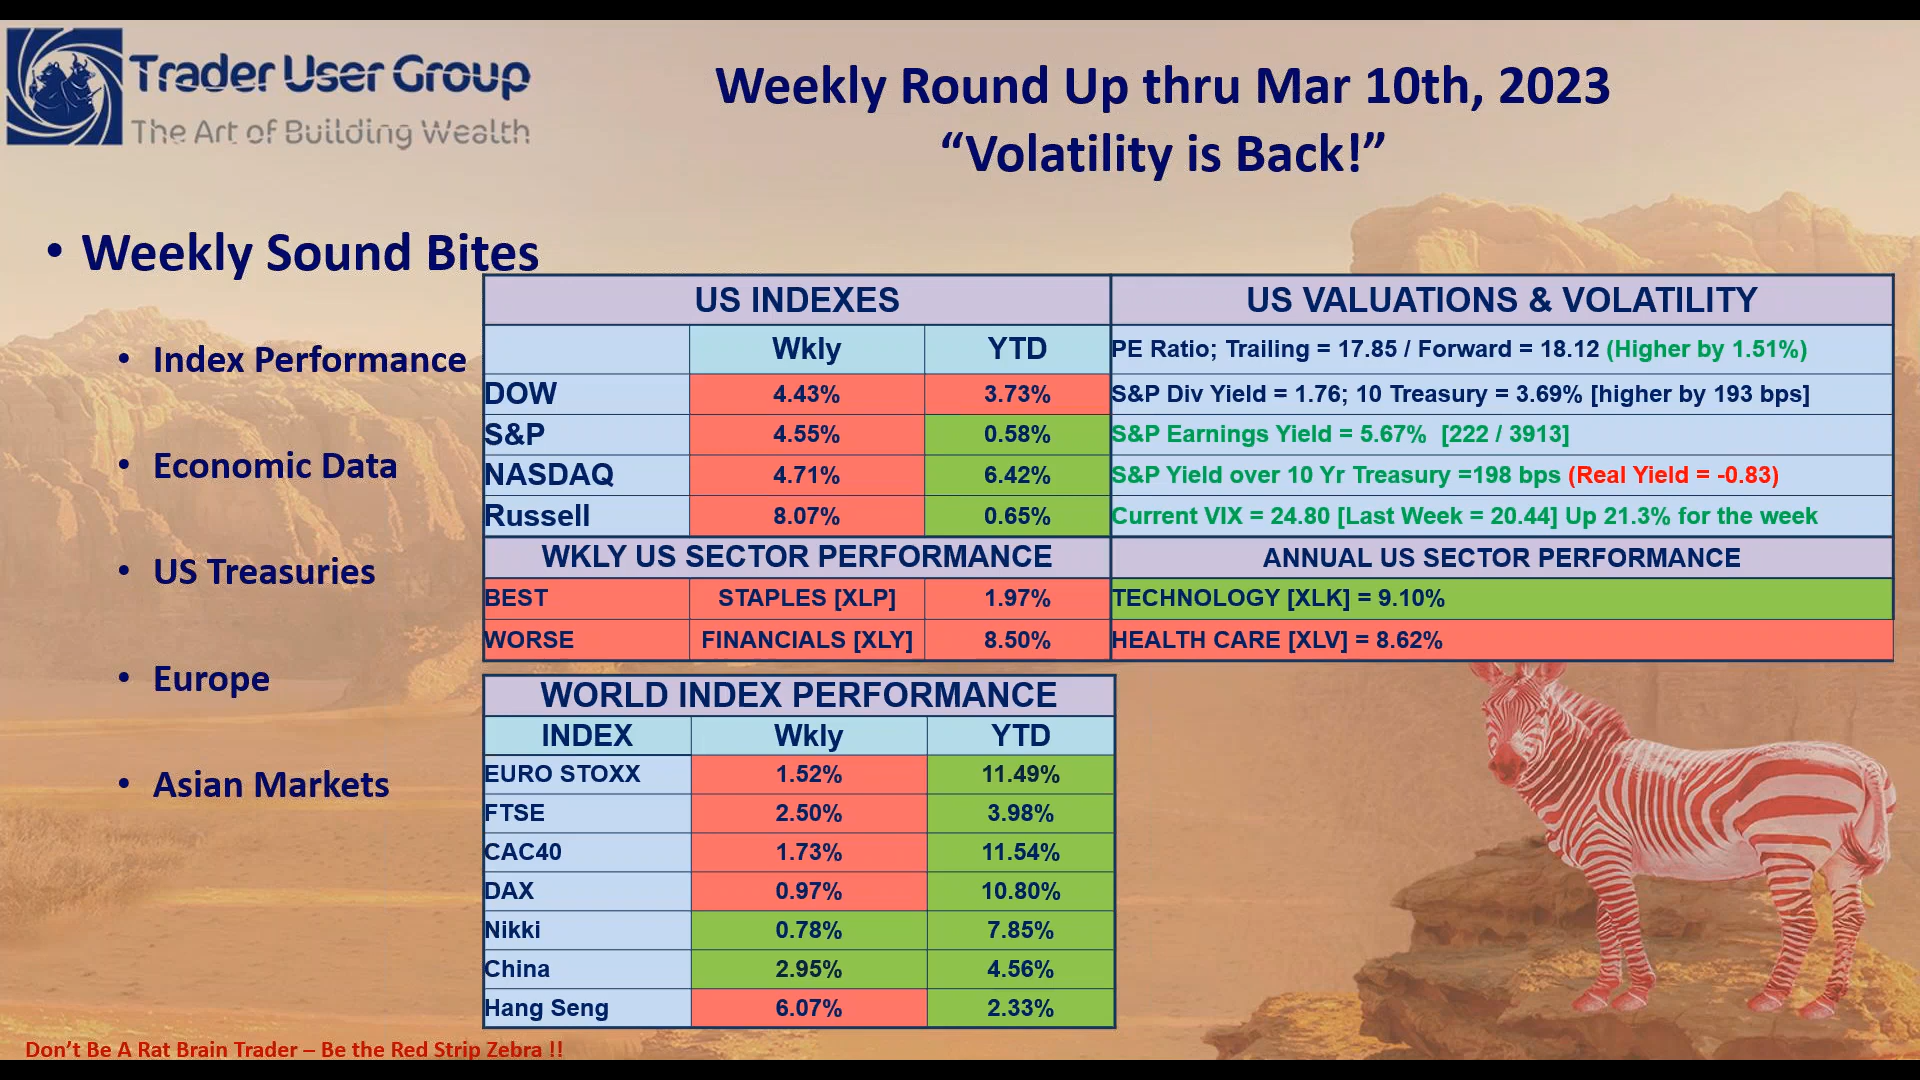 Trader User Group
The Art of Building Wealth
Weekly Round Up thru Mar 10th, 2023
“Volatility is Back!”
• Weekly Sound Bites
• Index Performance
• Economic Data
• US Treasuries
• Europe
• Asian Markets
US INDEXES
Wkly YTD
DOW 4.43% 3.73%
S&P 4.55% 0.58%
NASDAQ 4.71% 6.42%
Russell 8.07% 0.65%
US VALUATIONS & VOLATILITY
PE Ratio; Trailing = 17.85 / Forward = 18.12 (Higher by 1.51%)
S&P Div Yield = 1.76; 10 Treasury = 3.69% [higher by 193 bps]
S&P Earnings Yield = 5.67% [222 / 3913]
S&P Yield over 10 Yr Treasury =198 bps (Real Yield = -0.83)
Current VIX = 24.80 [Last Week = 20.44] Up 21.3% for the week
WKLY US SECTOR PERFORMANCE
BEST STAPLES [XLP] 1.97%
WORSE FINANCIALS [XLY] 8.50%
ANNUAL US SECTOR PERFORMANCE
TECHNOLOGY [XLK] = 9.10%
HEALTH CARE [XLV] = 8.62%
WORLD INDEX PERFORMANCE
INDEX Wkly YTD
EURO STOXX 1.52% 11.49%
FTSE 2.50% 3.98%
CAC40 1.73% 11.54%
DAX 0.97% 10.80%
Nikki 0.78% 7.85%
China 2.95% 4.56%
Hang Seng 6.07% 2.33%
Don’t Be A Rat Brain Trader – Be the Red Strip Zebra !!